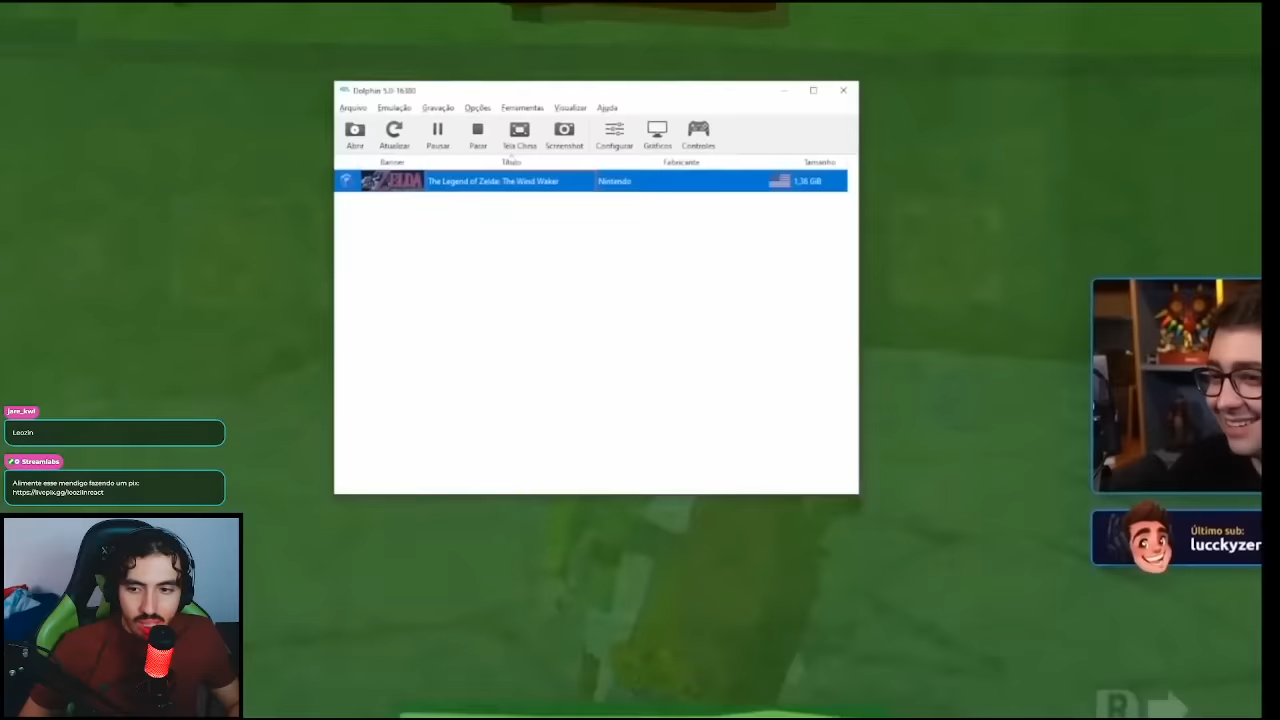 Dolphin 5.0-16380
Arquivo Emulação Gravação Opções Ferramentas Visualizar Ajuda
Abrir Atualizar Pausar Parar Tela Cheia Screenshot Configurar Gráficos Controles
Banner Título Fabricante Tamanho
ZELDA The Legend of Zelda: The Wind Waker Nintendo 1,36 GiB
jare_kwl
Leozin
Streamlabs
Alimente esse mendigo fazendo um pix:
https://livepix.gg/leoziinreact
Último sub:
lucckyzer
R